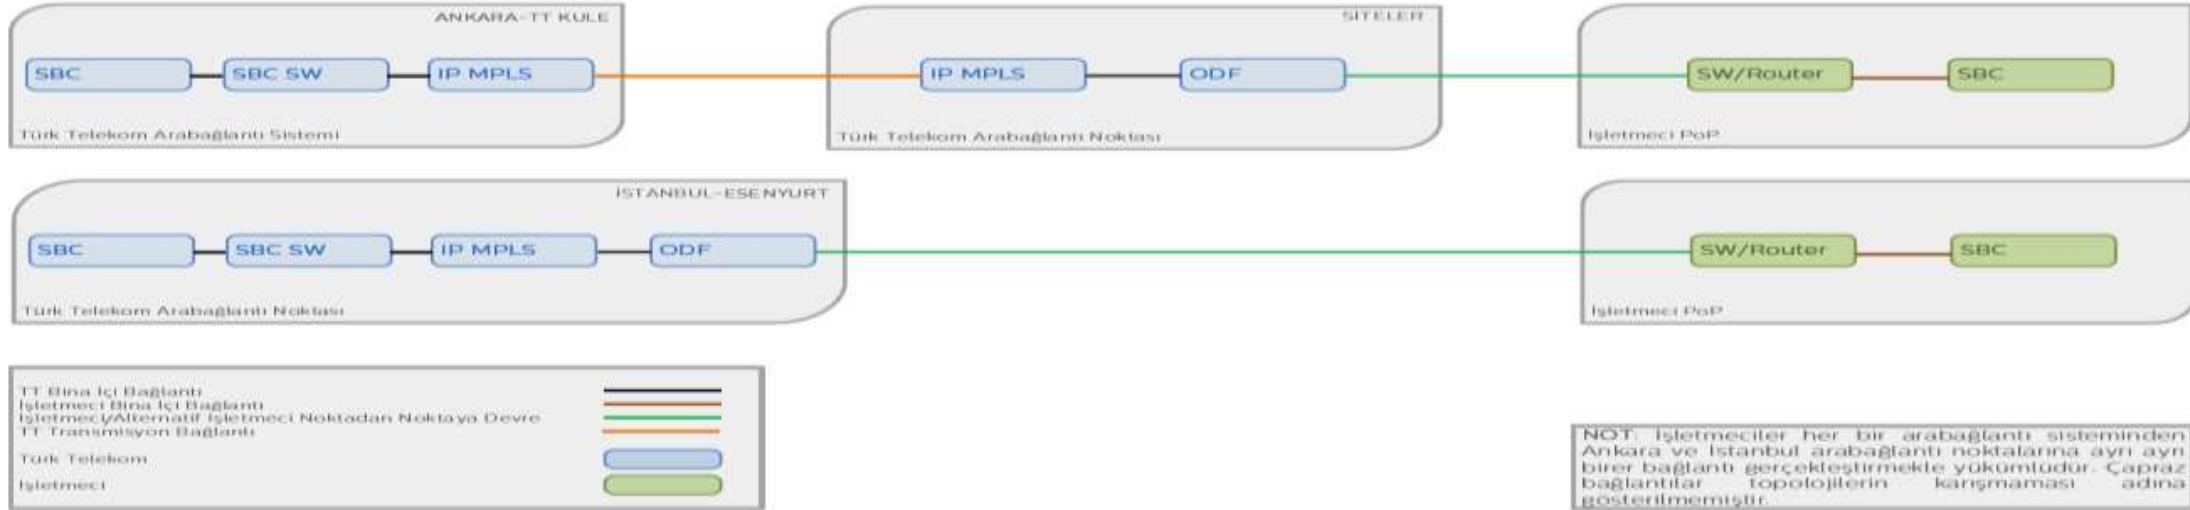 ANKARA-TT KULE
SBC
SBC SW
IP MPLS
Türk Telekom Arabağlantı Sistemi
SİTELER
IP MPLS
ODF
Türk Telekom Arabağlantı Noktası
SW/Router
SBC
İşletmeci PoP
İSTANBUL-ESENYURT
SBC
SBC SW
IP MPLS
ODF
Türk Telekom Arabağlantı Noktası
SW/Router
SBC
İşletmeci PoP
TT Bina İçi Bağlantı
İşletmeci Bina İçi Bağlantı
İşletmeci/Alternatif İşletmeci Noktadan Noktaya Devre
TT Transmisyon Bağlantı
Türk Telekom
İşletmeci
NOT: İşletmeciler her bir arabağlantı sisteminden
Ankara ve İstanbul arabağlantı noktalarına ayrı ayrı
birer bağlantı gerçekleştirmekle yükümlüdür. Çapraz
bağlantılar topolojilerin karışmaması adına
gösterilmemiştir.